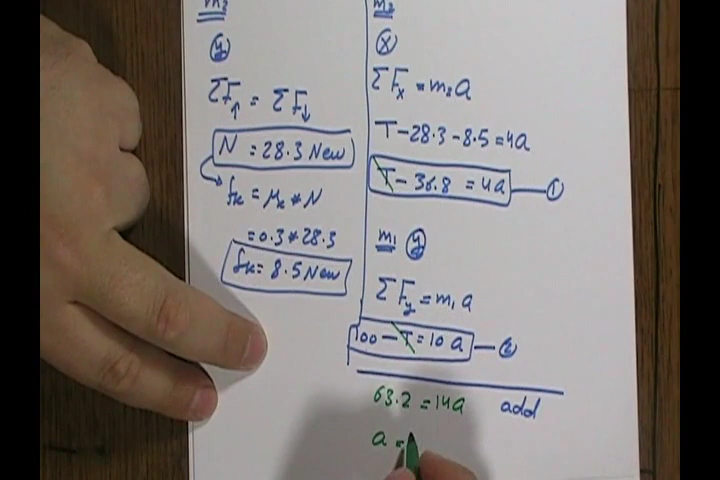 m₂
y
ΣF↑ = ΣF↓
N = 28.3 New
fk = μk * N
= 0.3 * 28.3
fk = 8.5 New
m₂
x
ΣFx = m₂a
T - 28.3 - 8.5 = 4a
T - 36.8 = 4a — 1
m₁ y
ΣFy = m₁a
100 - T = 10a — 2
63.2 = 14a add
a =